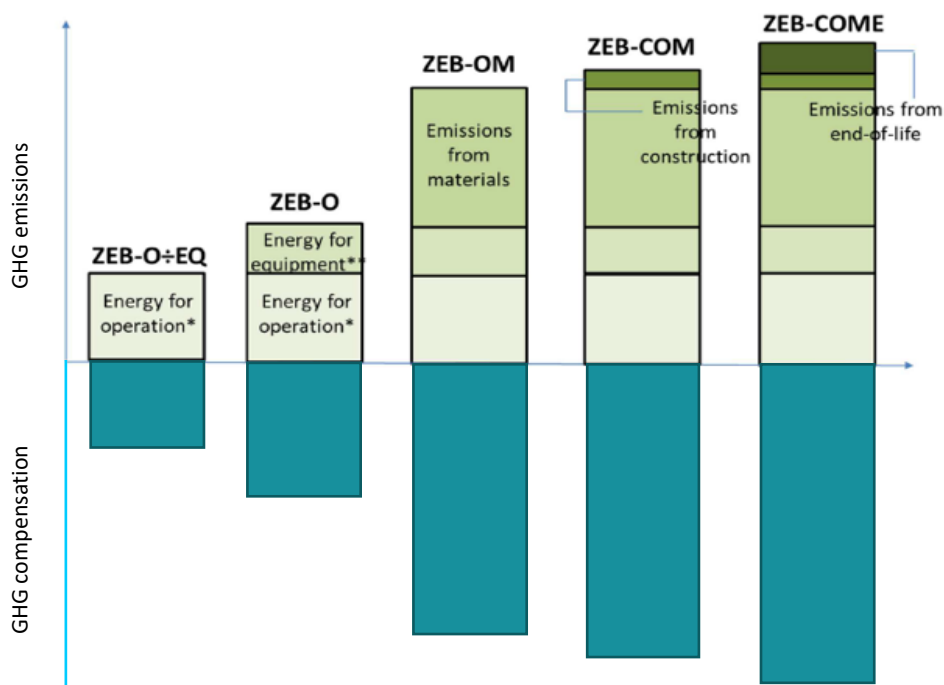 ZEB-COME
ZEB-COM
ZEB-OM
Emissions
from
construction
Emissions from
end-of-life
Emissions
from
materials
GHG emissions
ZEB-O
Energy for
equipment**
ZEB-O÷EQ
Energy for
operation*
Energy for
operation*
GHG compensation